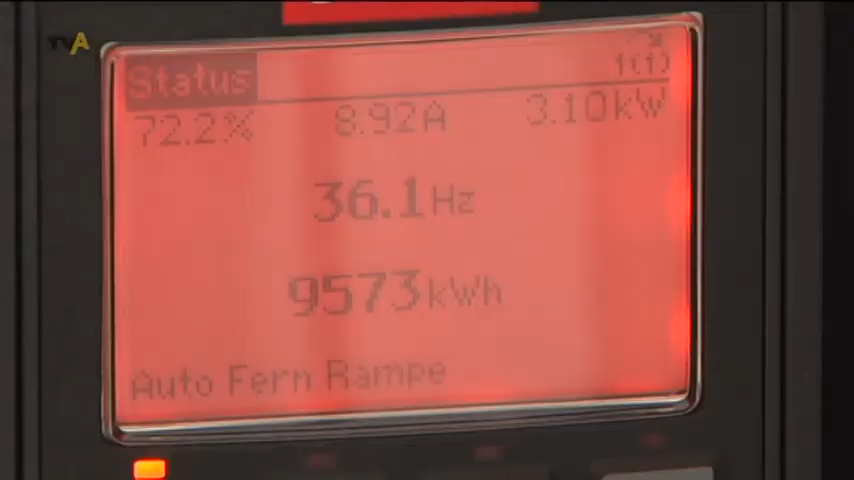 TVA
Status
1(1)
72.2% 8.92A 3.10kW
36.1Hz
9573kWh
Auto Fern Rampe